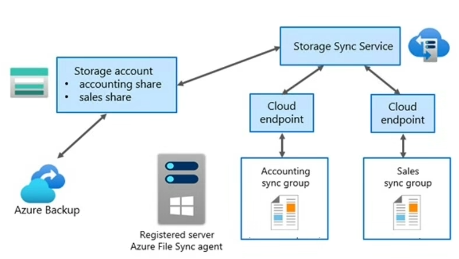 Storage Sync Service
Storage account
• accounting share
• sales share
Cloud
endpoint
Cloud
endpoint
Accounting
sync group
Sales
sync group
Azure Backup
Registered server
Azure File Sync agent